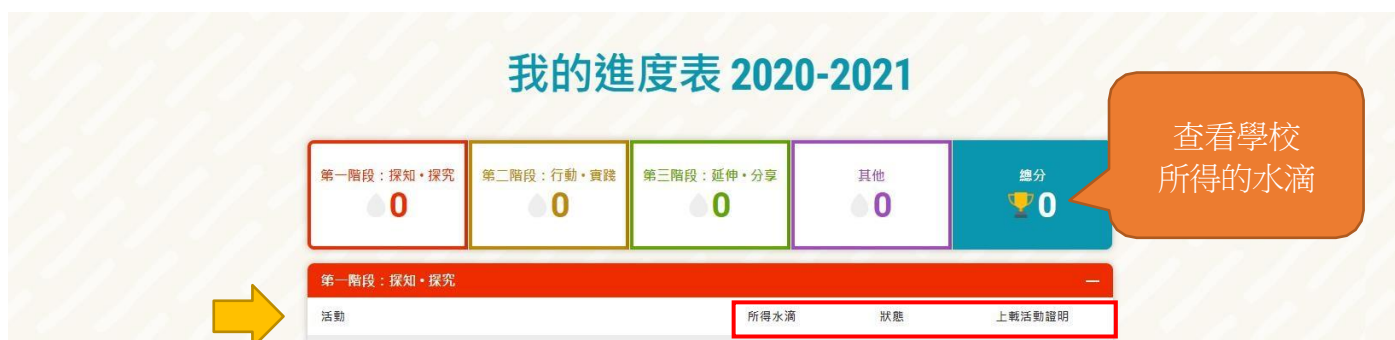 我的進度表 2020-2021
查看學校
所得的水滴
第一階段：探知・探究
0
第二階段：行動・實踐
0
第三階段：延伸・分享
0
其他
0
總分
0
第一階段：探知・探究
活動 所得水滴 狀態 上載活動證明